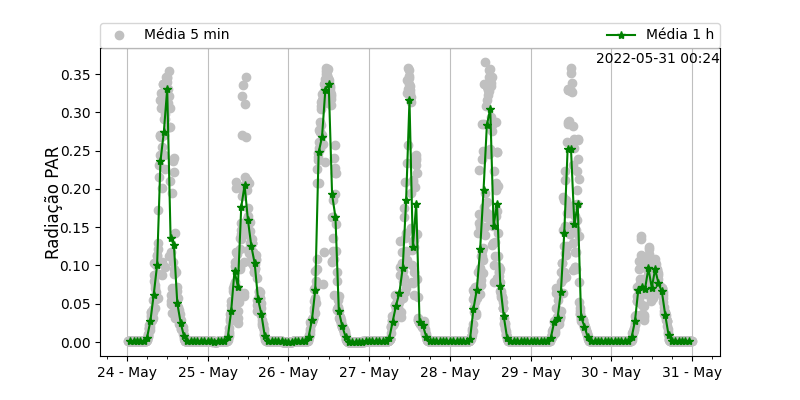 Média 5 min
Média 1 h
2022-05-31 00:24
Radiação PAR
0.35
0.30
0.25
0.20
0.15
0.10
0.05
0.00
24 - May
25 - May
26 - May
27 - May
28 - May
29 - May
30 - May
31 - May